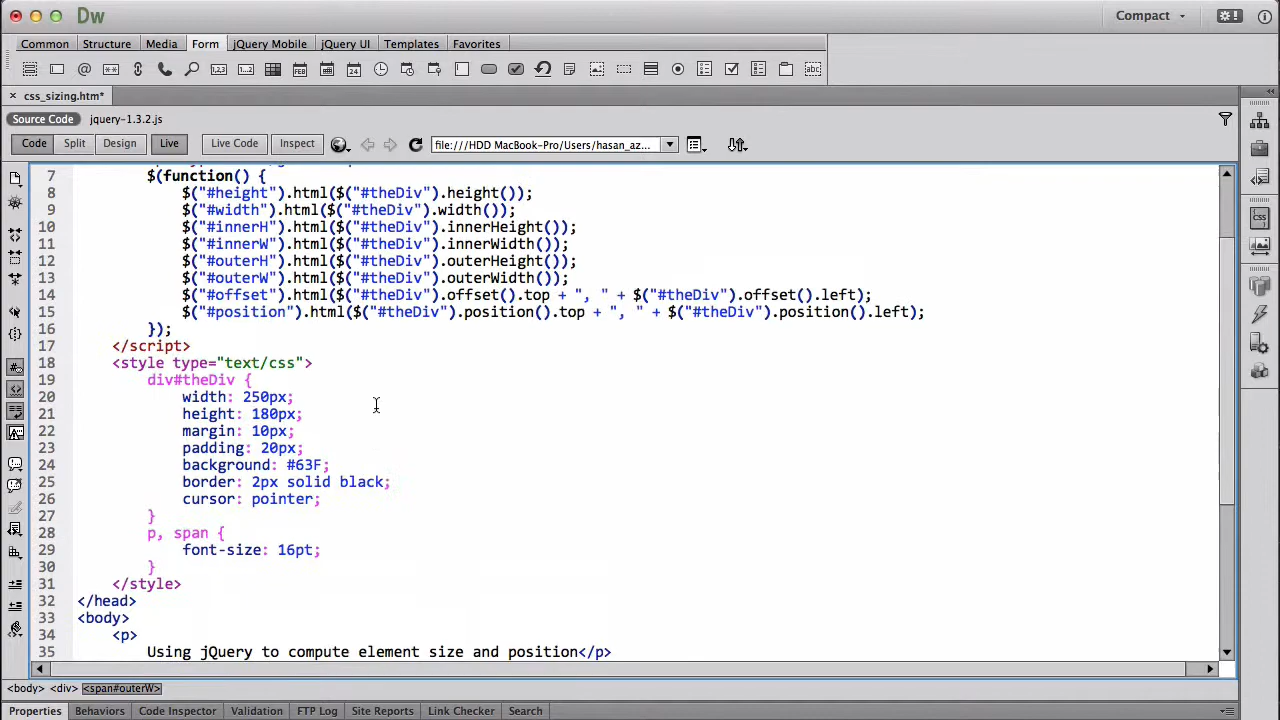 Dw
Compact
Common Structure Media Form jQuery Mobile jQuery UI Templates Favorites
css_sizing.htm*
Source Code jquery-1.3.2.js
Code Split Design Live Live Code Inspect file:///HDD MacBook-Pro/Users/hasan_az...
7 $(function() {
8 $("#height").html($("#theDiv").height());
9 $("#width").html($("#theDiv").width());
10 $("#innerH").html($("#theDiv").innerHeight());
11 $("#innerW").html($("#theDiv").innerWidth());
12 $("#outerH").html($("#theDiv").outerHeight());
13 $("#outerW").html($("#theDiv").outerWidth());
14 $("#offset").html($("#theDiv").offset().top + ", " + $("#theDiv").offset().left);
15 $("#position").html($("#theDiv").position().top + ", " + $("#theDiv").position().left);
16 });
17 </script>
18 <style type="text/css">
19 div#theDiv {
20 width: 250px;
21 height: 180px;
22 margin: 10px;
23 padding: 20px;
24 background: #63F;
25 border: 2px solid black;
26 cursor: pointer;
27 }
28 p, span {
29 font-size: 16pt;
30 }
31 </style>
32 </head>
33 <body>
34 <p>
35 Using jQuery to compute element size and position</p>
<body> <div> <span#outerW>
Properties Behaviors Code Inspector Validation FTP Log Site Reports Link Checker Search